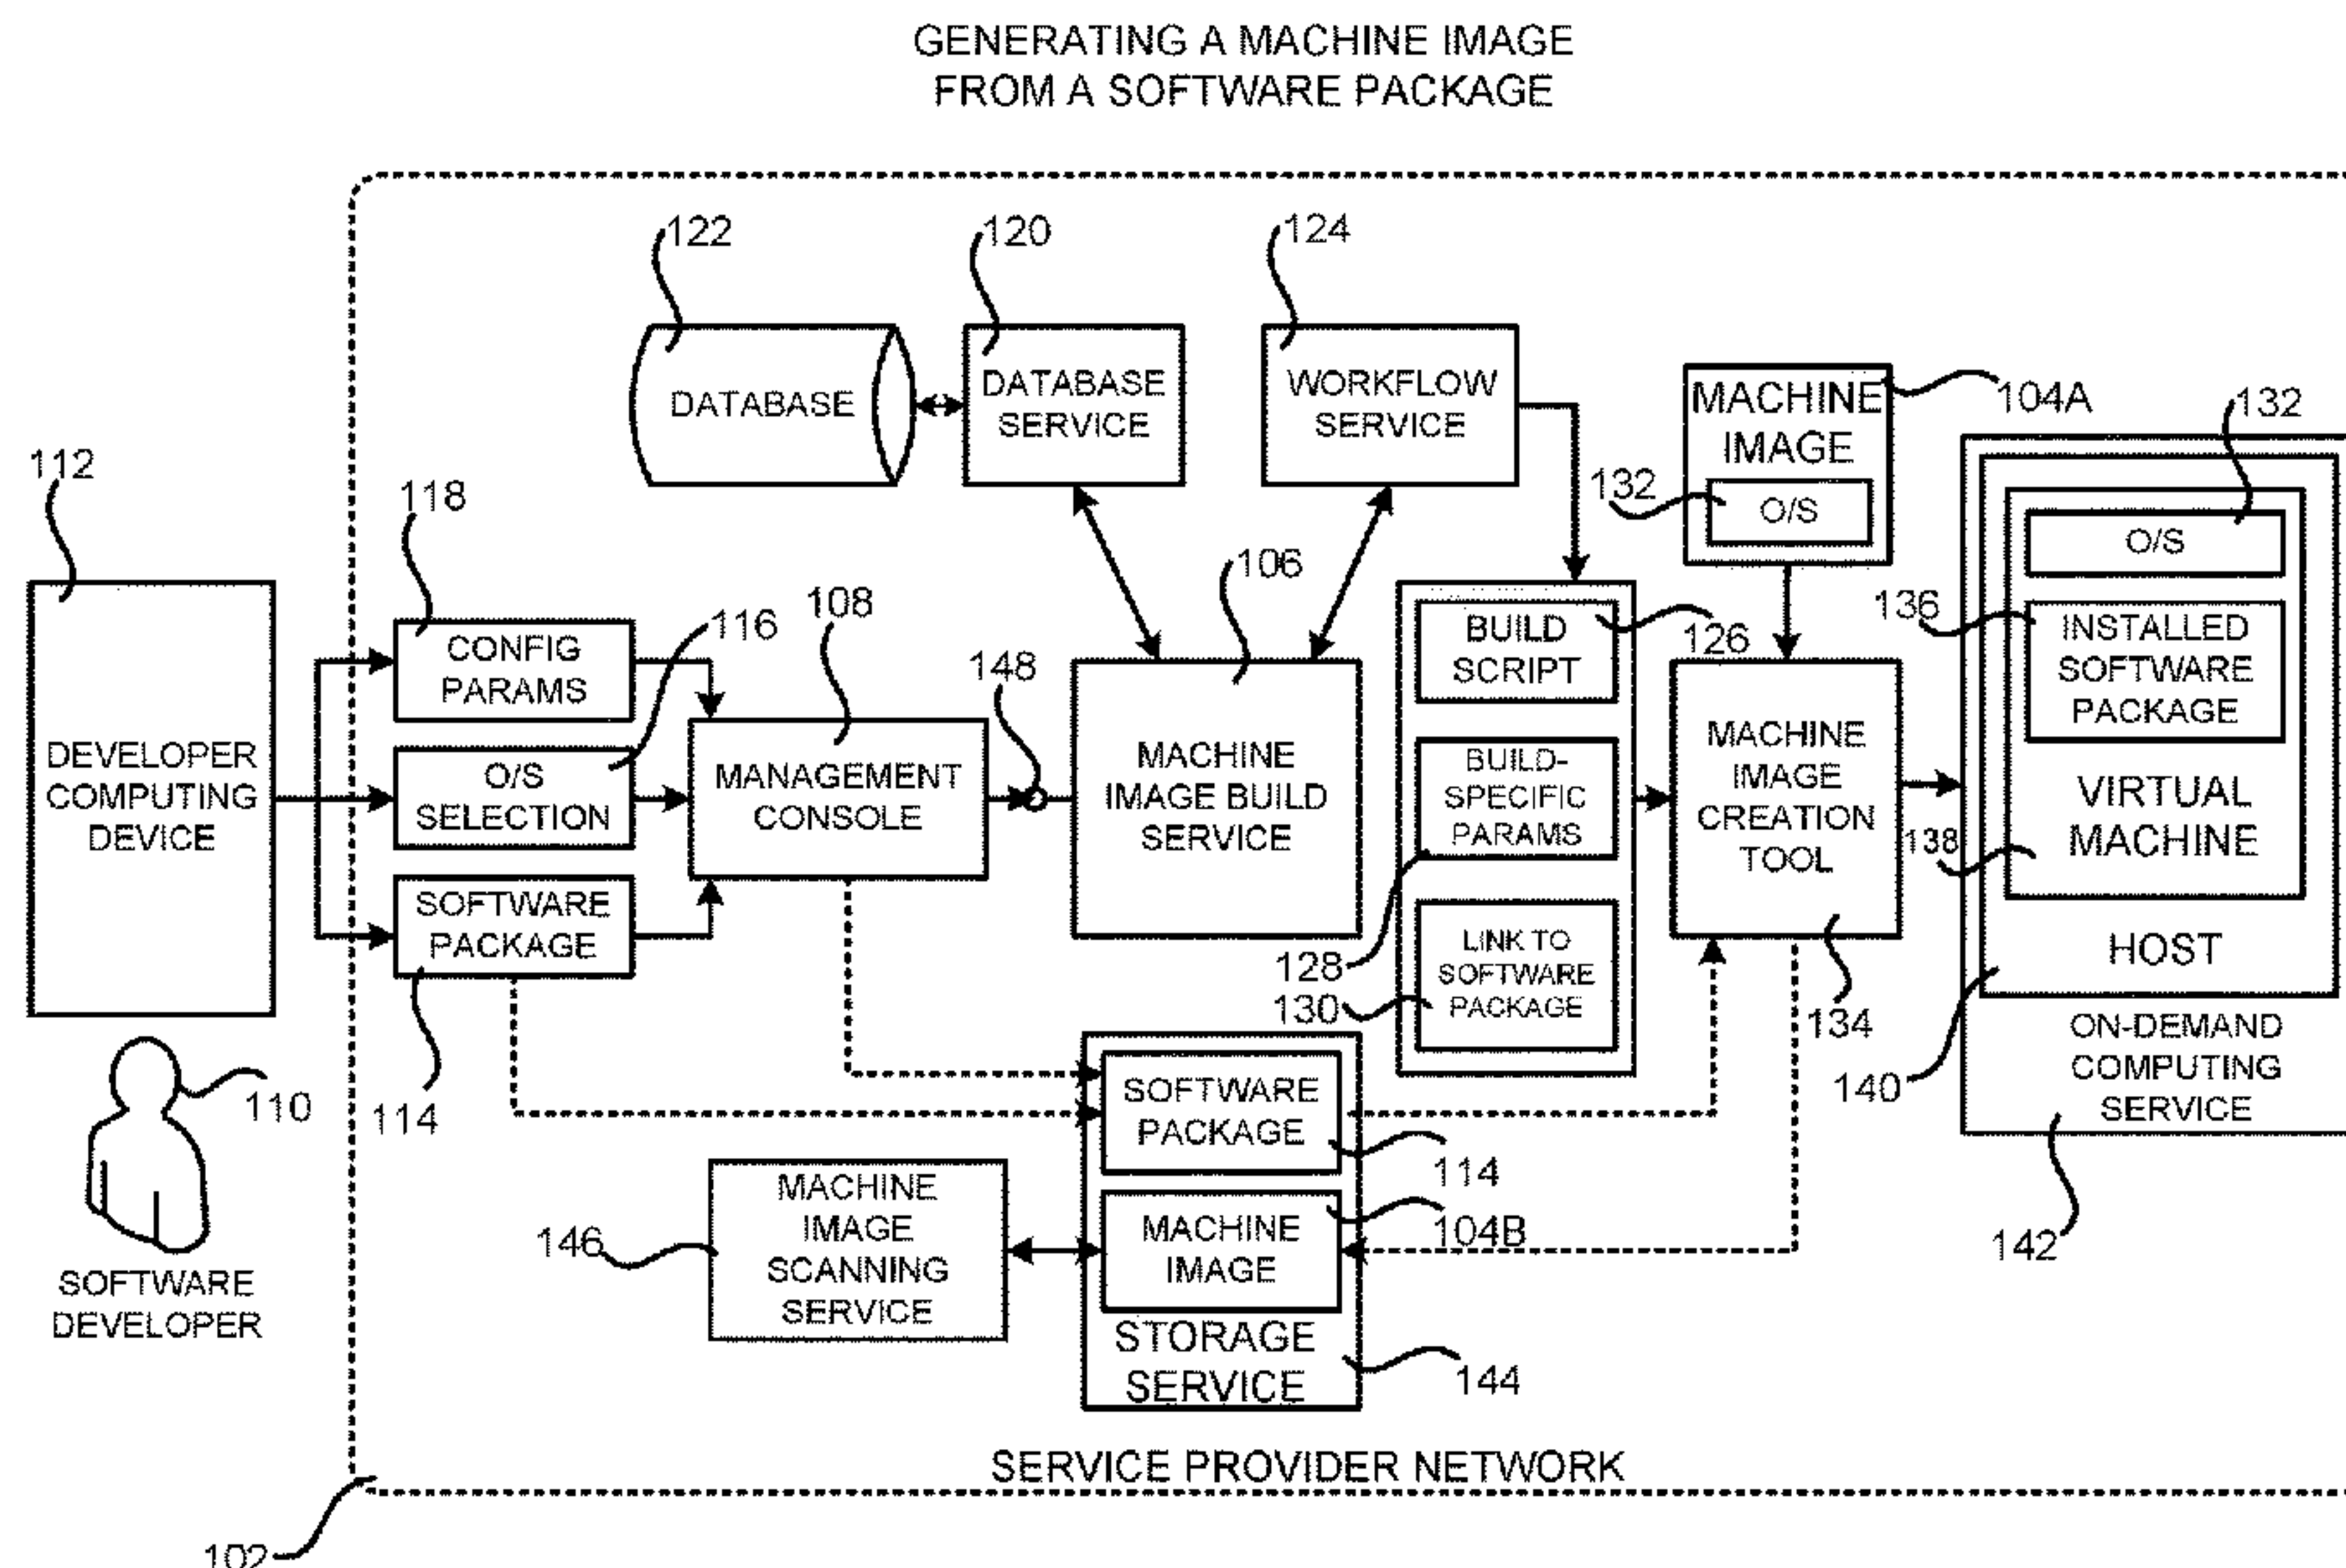 GENERATING A MACHINE IMAGE
FROM A SOFTWARE PACKAGE
122
120
124
DATABASE
DATABASE
SERVICE
WORKFLOW
SERVICE
MACHINE
IMAGE
O/S
104A
132
132
112
118
116
108
148
106
DEVELOPER
COMPUTING
DEVICE
CONFIG
PARAMS
O/S
SELECTION
SOFTWARE
PACKAGE
114
MANAGEMENT
CONSOLE
MACHINE
IMAGE BUILD
SERVICE
BUILD
SCRIPT
126
BUILD-
SPECIFIC
PARAMS
128
LINK TO
SOFTWARE
PACKAGE
130
MACHINE
IMAGE
CREATION
TOOL
134
O/S
136
INSTALLED
SOFTWARE
PACKAGE
VIRTUAL
MACHINE
138
HOST
140
ON-DEMAND
COMPUTING
SERVICE
142
110
SOFTWARE
DEVELOPER
SOFTWARE
PACKAGE
114
MACHINE
IMAGE
104B
STORAGE
SERVICE
144
146
MACHINE
IMAGE
SCANNING
SERVICE
SERVICE PROVIDER NETWORK
102